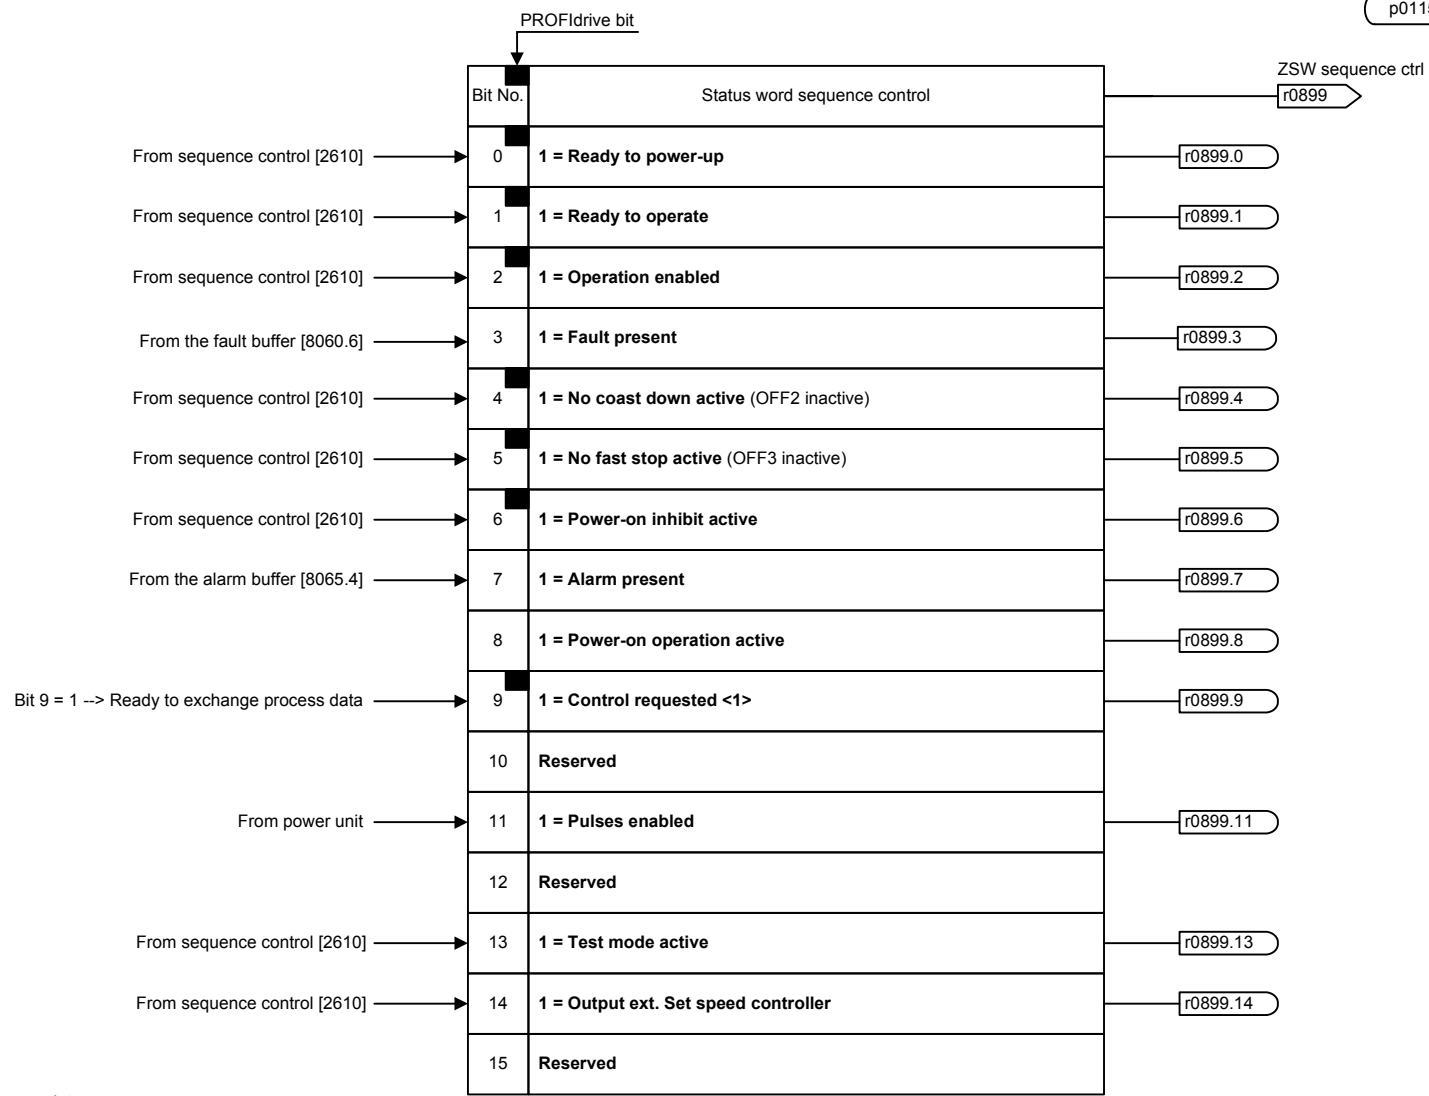 PROFIdrive bit
ZSW sequence ctrl
Bit No. Status word sequence control r0899
From sequence control [2610] 0 1 = Ready to power-up r0899.0
From sequence control [2610] 1 1 = Ready to operate r0899.1
From sequence control [2610] 2 1 = Operation enabled r0899.2
From the fault buffer [8060.6] 3 1 = Fault present r0899.3
From sequence control [2610] 4 1 = No coast down active (OFF2 inactive) r0899.4
From sequence control [2610] 5 1 = No fast stop active (OFF3 inactive) r0899.5
From sequence control [2610] 6 1 = Power-on inhibit active r0899.6
From the alarm buffer [8065.4] 7 1 = Alarm present r0899.7
8 1 = Power-on operation active r0899.8
Bit 9 = 1 --> Ready to exchange process data 9 1 = Control requested <1> r0899.9
10 Reserved
From power unit 11 1 = Pulses enabled r0899.11
12 Reserved
From sequence control [2610] 13 1 = Test mode active r0899.13
From sequence control [2610] 14 1 = Output ext. Set speed controller r0899.14
15 Reserved